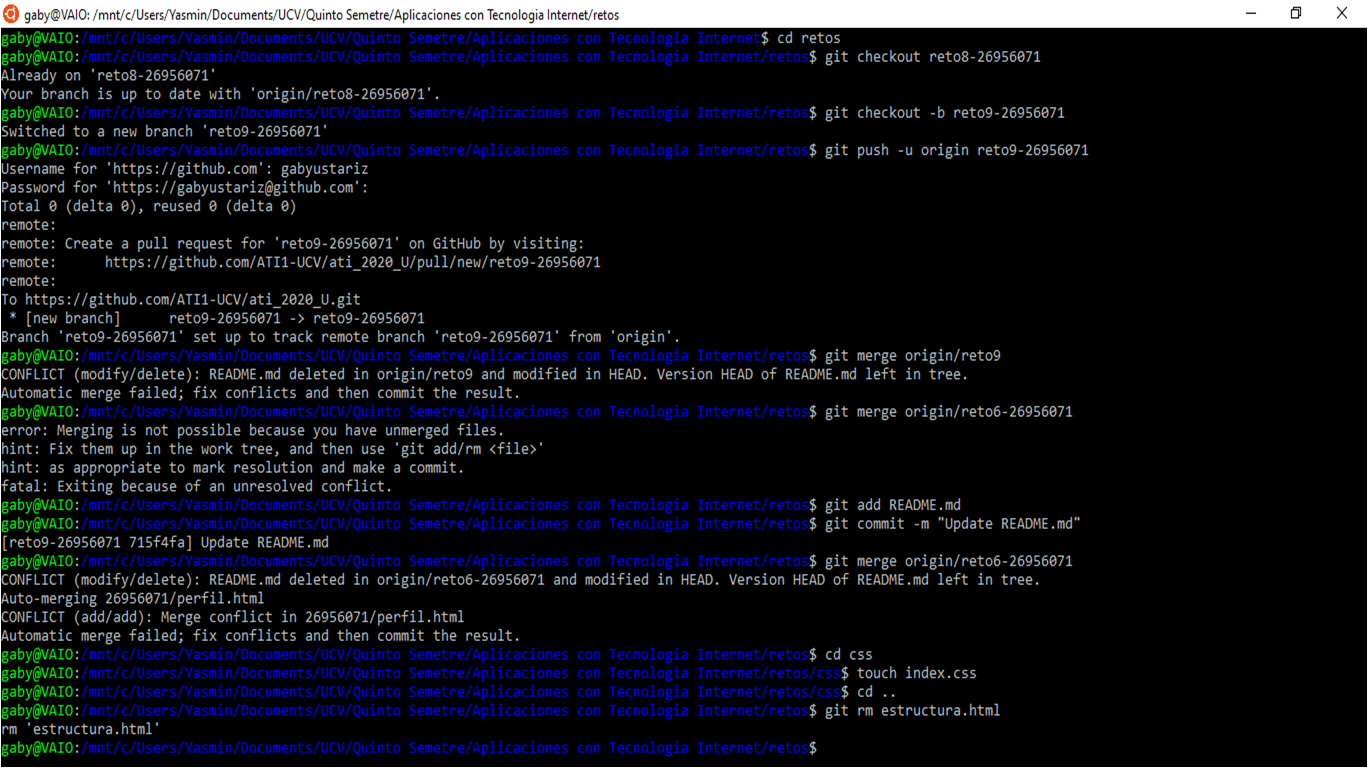 gaby@VAIO: /mnt/c/Users/Yasmin/Documents/UCV/Quinto Semetre/Aplicaciones con Tecnologia Internet/retos
gaby@VAIO:/mnt/c/Users/Yasmin/Documents/UCV/Quinto Semetre/Aplicaciones con Tecnologia Internet$ cd retos
gaby@VAIO:/mnt/c/Users/Yasmin/Documents/UCV/Quinto Semetre/Aplicaciones con Tecnologia Internet/retos$ git checkout reto8-26956071
Already on 'reto8-26956071'
Your branch is up to date with 'origin/reto8-26956071'.
gaby@VAIO:/mnt/c/Users/Yasmin/Documents/UCV/Quinto Semetre/Aplicaciones con Tecnologia Internet/retos$ git checkout -b reto9-26956071
Switched to a new branch 'reto9-26956071'
gaby@VAIO:/mnt/c/Users/Yasmin/Documents/UCV/Quinto Semetre/Aplicaciones con Tecnologia Internet/retos$ git push -u origin reto9-26956071
Username for 'https://github.com': gabyustariz
Password for 'https://gabyustariz@github.com':
Total 0 (delta 0), reused 0 (delta 0)
remote:
remote: Create a pull request for 'reto9-26956071' on GitHub by visiting:
remote:      https://github.com/ATI1-UCV/ati_2020_U/pull/new/reto9-26956071
remote:
To https://github.com/ATI1-UCV/ati_2020_U.git
 * [new branch]      reto9-26956071 -> reto9-26956071
Branch 'reto9-26956071' set up to track remote branch 'reto9-26956071' from 'origin'.
gaby@VAIO:/mnt/c/Users/Yasmin/Documents/UCV/Quinto Semetre/Aplicaciones con Tecnologia Internet/retos$ git merge origin/reto9
CONFLICT (modify/delete): README.md deleted in origin/reto9 and modified in HEAD. Version HEAD of README.md left in tree.
Automatic merge failed; fix conflicts and then commit the result.
gaby@VAIO:/mnt/c/Users/Yasmin/Documents/UCV/Quinto Semetre/Aplicaciones con Tecnologia Internet/retos$ git merge origin/reto6-26956071
error: Merging is not possible because you have unmerged files.
hint: Fix them up in the work tree, and then use 'git add/rm <file>'
hint: as appropriate to mark resolution and make a commit.
fatal: Exiting because of an unresolved conflict.
gaby@VAIO:/mnt/c/Users/Yasmin/Documents/UCV/Quinto Semetre/Aplicaciones con Tecnologia Internet/retos$ git add README.md
gaby@VAIO:/mnt/c/Users/Yasmin/Documents/UCV/Quinto Semetre/Aplicaciones con Tecnologia Internet/retos$ git commit -m "Update README.md"
[reto9-26956071 715f4fa] Update README.md
gaby@VAIO:/mnt/c/Users/Yasmin/Documents/UCV/Quinto Semetre/Aplicaciones con Tecnologia Internet/retos$ git merge origin/reto6-26956071
CONFLICT (modify/delete): README.md deleted in origin/reto6-26956071 and modified in HEAD. Version HEAD of README.md left in tree.
Auto-merging 26956071/perfil.html
CONFLICT (add/add): Merge conflict in 26956071/perfil.html
Automatic merge failed; fix conflicts and then commit the result.
gaby@VAIO:/mnt/c/Users/Yasmin/Documents/UCV/Quinto Semetre/Aplicaciones con Tecnologia Internet/retos$ cd css
gaby@VAIO:/mnt/c/Users/Yasmin/Documents/UCV/Quinto Semetre/Aplicaciones con Tecnologia Internet/retos/css$ touch index.css
gaby@VAIO:/mnt/c/Users/Yasmin/Documents/UCV/Quinto Semetre/Aplicaciones con Tecnologia Internet/retos/css$ cd ..
gaby@VAIO:/mnt/c/Users/Yasmin/Documents/UCV/Quinto Semetre/Aplicaciones con Tecnologia Internet/retos$ git rm estructura.html
rm 'estructura.html'
gaby@VAIO:/mnt/c/Users/Yasmin/Documents/UCV/Quinto Semetre/Aplicaciones con Tecnologia Internet/retos$